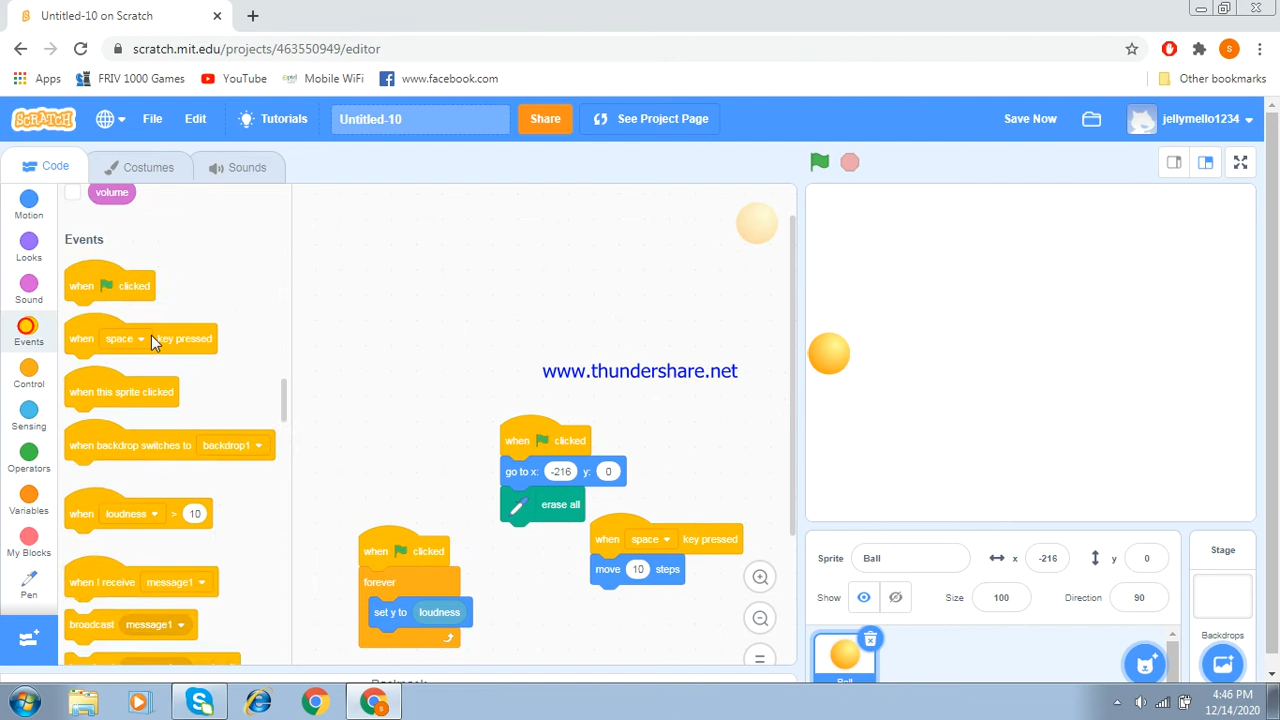 Untitled-10 on Scratch
scratch.mit.edu/projects/463550949/editor
S
Apps FRIV 1000 Games YouTube Mobile WiFi www.facebook.com Other bookmarks
SCRATCH File Edit Tutorials Untitled-10 Share See Project Page Save Now jellymello1234
Code Costumes Sounds
volume
Motion
Looks
Sound
Events
Control
Sensing
Operators
Variables
My Blocks
Pen
Events
when clicked
when space key pressed
when this sprite clicked
when backdrop switches to backdrop1
when loudness > 10
when I receive message1
broadcast message1
www.thundershare.net
when clicked
go to x: -216 y: 0
erase all
when space key pressed
move 10 steps
when clicked
forever
set y to loudness
Sprite Ball x -216 y 0
Show Size 100 Direction 90
Stage
Backdrops
4:46 PM
12/14/2020